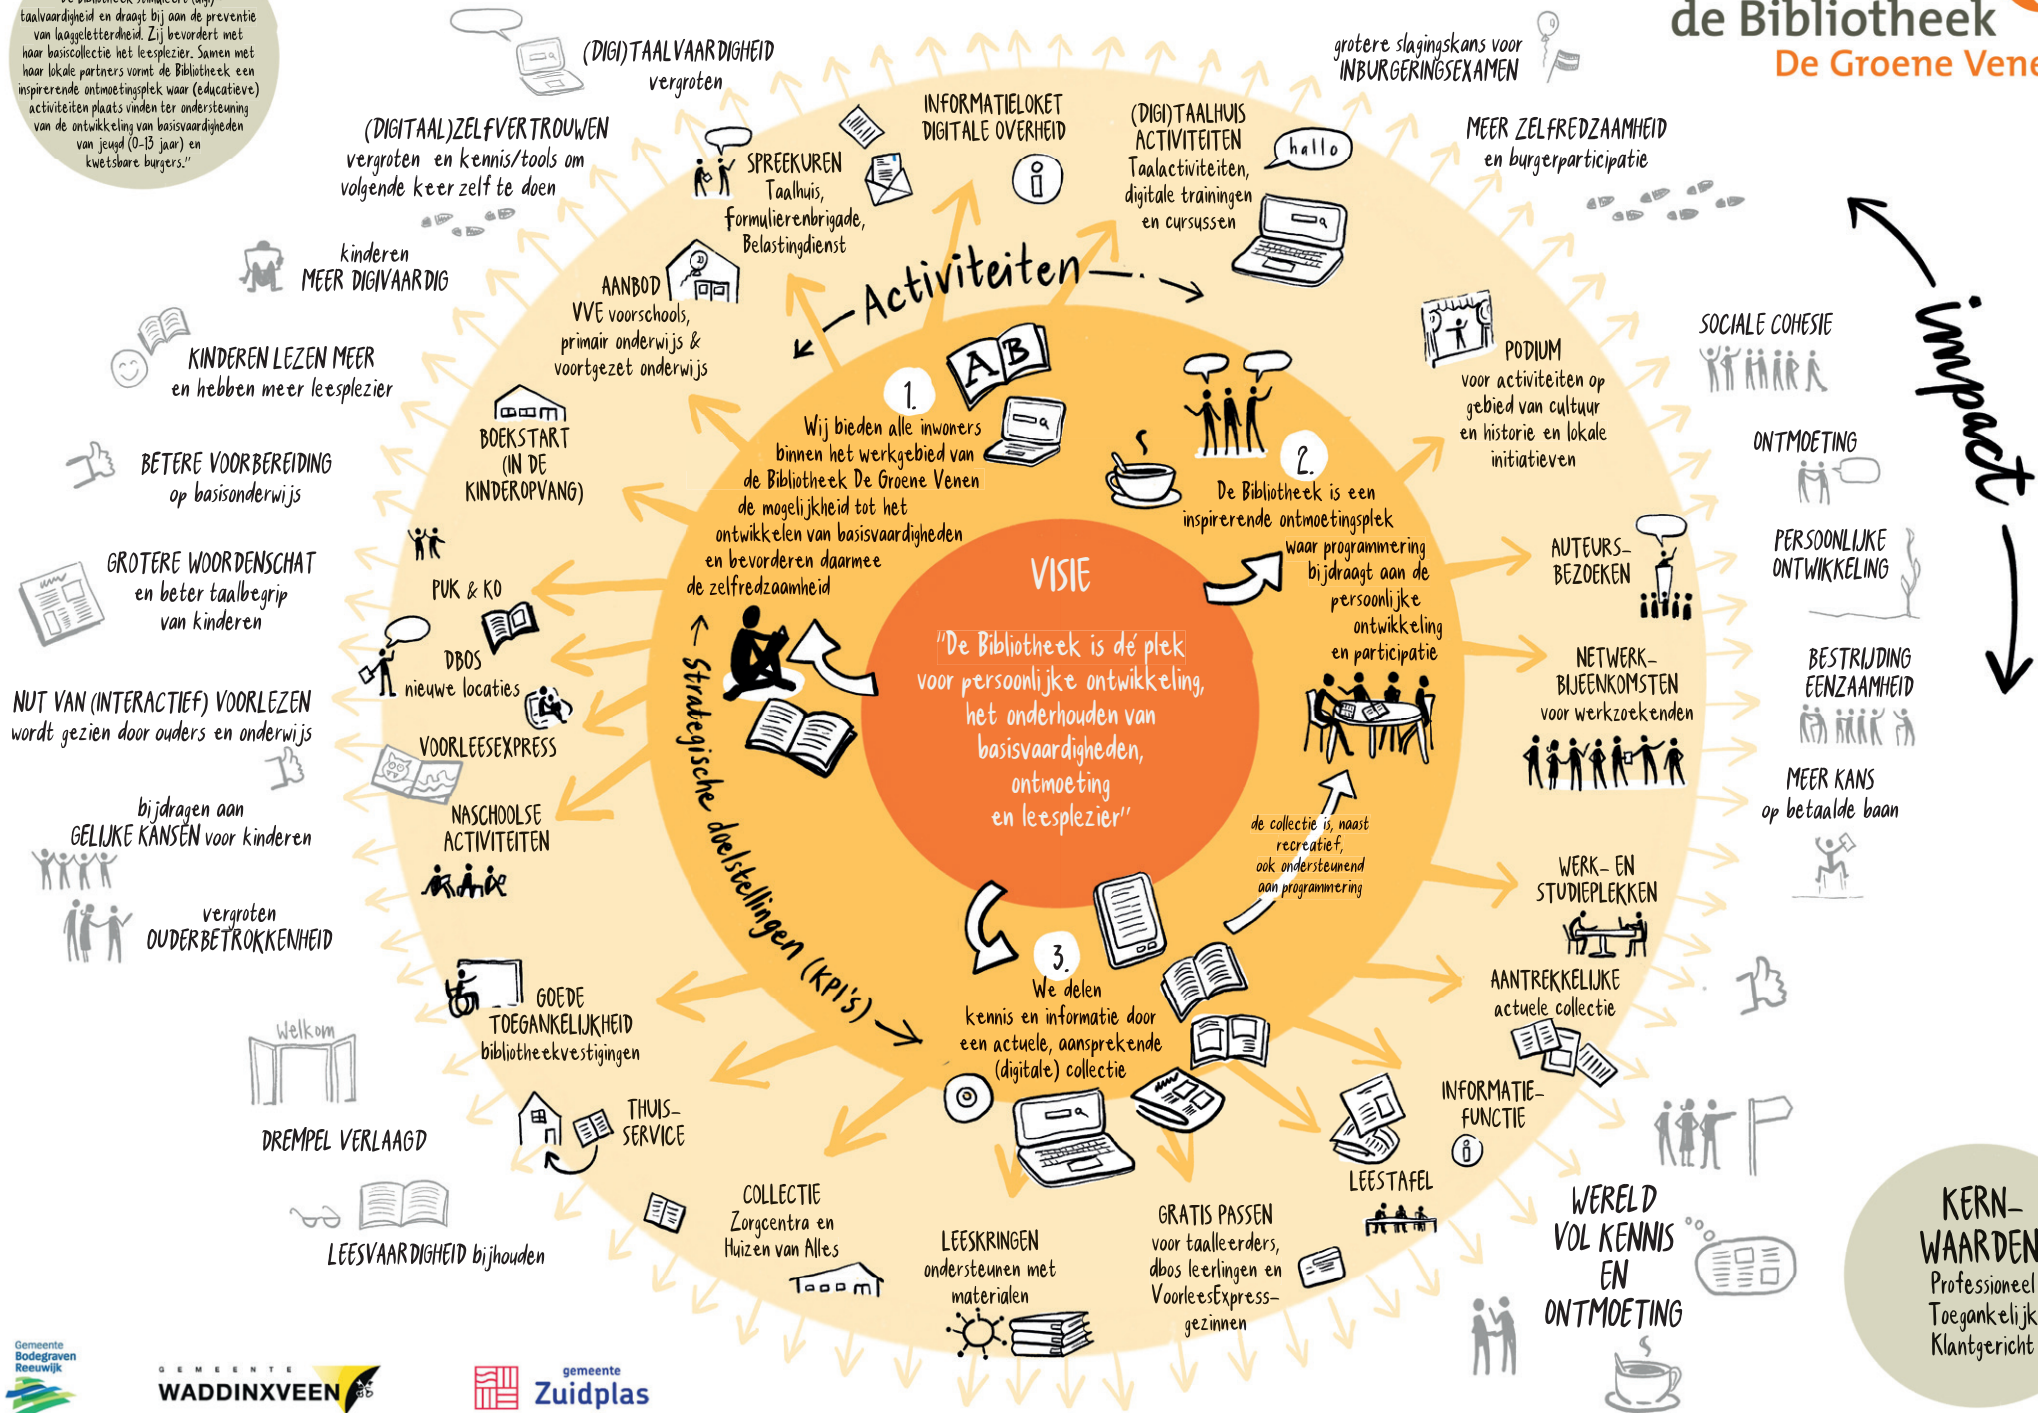 taalvaardigheid en draagt bij aan de preventie
van laaggeletterdheid. Zij bevordert met
haar basiscollectie het leesplezier. Samen met
haar lokale partners vormt de Bibliotheek een
inspirerende ontmoetingsplek waar (educatieve)
activiteiten plaats vinden ter ondersteuning
van de ontwikkeling van basisvaardigheden
van jeugd (0-13 jaar) en
kwetsbare burgers."
de Bibliotheek
De Groene Vene
(DIGI)TAALVAARDIGHEID
vergroten
(DIGITAAL)ZELFVERTROUWEN
vergroten en kennis/tools om
volgende keer zelf te doen
kinderen
MEER DIGIVAARDIG
KINDEREN LEZEN MEER
en hebben meer leesplezier
BETERE VOORBEREIDING
op basisonderwijs
GROTERE WOORDENSCHAT
en beter taalbegrip
van kinderen
NUT VAN (INTERACTIEF) VOORLEZEN
wordt gezien door ouders en onderwijs
bijdragen aan
GELIJKE KANSEN voor kinderen
vergroten
OUDERBETROKKENHEID
Welkom
DREMPEL VERLAAGD
LEESVAARDIGHEID bijhouden
grotere slagingskans voor
INBURGERINGSEXAMEN
MEER ZELFREDZAAMHEID
en burgerparticipatie
impact
SOCIALE COHESIE
ONTMOETING
PERSOONLIJKE
ONTWIKKELING
BESTRIJDING
EENZAAMHEID
MEER KANS
op betaalde baan
WERELD
VOL KENNIS
EN
ONTMOETING
Activiteiten
SPREEKUREN
Taalhuis,
formulierenbrigade,
Belastingdienst
INFORMATIELOKET
DIGITALE OVERHEID
i
(DIGI)TAALHUIS
ACTIVITEITEN
Taalactiviteiten,
digitale trainingen
en cursussen
hallo
AANBOD
VVE voorschools,
primair onderwijs &
voortgezet onderwijs
BOEKSTART
(IN DE
KINDEROPVANG)
PUK & KO
DBOS
nieuwe locaties
VOORLEESEXPRESS
NASCHOOLSE
ACTIVITEITEN
GOEDE
TOEGANKELIJKHEID
bibliotheekvestigingen
THUIS-
SERVICE
COLLECTIE
Zorgcentra en
Huizen van Alles
LEESKRINGEN
ondersteunen met
materialen
GRATIS PASSEN
voor taalleerders,
dbos leerlingen en
VoorleesExpress-
gezinnen
LEESTAFEL
INFORMATIE-
FUNCTIE
i
AANTREKKELIJKE
actuele collectie
WERK- EN
STUDIEPLEKKEN
NETWERK-
BIJEENKOMSTEN
voor werkzoekenden
AUTEURS-
BEZOEKEN
PODIUM
voor activiteiten op
gebied van cultuur
en historie en lokale
initiatieven
Strategische doelstellingen (KPI's)
1.
A B
Wij bieden alle inwoners
binnen het werkgebied van
de Bibliotheek De Groene Venen
de mogelijkheid tot het
ontwikkelen van basisvaardigheden
en bevorderen daarmee
de zelfredzaamheid
2.
De Bibliotheek is een
inspirerende ontmoetingsplek
waar programmering
bijdraagt aan de
persoonlijke
ontwikkeling
en participatie
de collectie is, naast
recreatief,
ook ondersteunend
aan programmering
3.
We delen
kennis en informatie door
een actuele, aansprekende
(digitale) collectie
VISIE
"De Bibliotheek is dé plek
voor persoonlijke ontwikkeling,
het onderhouden van
basisvaardigheden,
ontmoeting
en leesplezier"
KERN-
WAARDEN
Professioneel
Toegankelijk
Klantgericht
Gemeente
Bodegraven
Reeuwijk
GEMEENTE
WADDINXVEEN
gemeente
Zuidplas